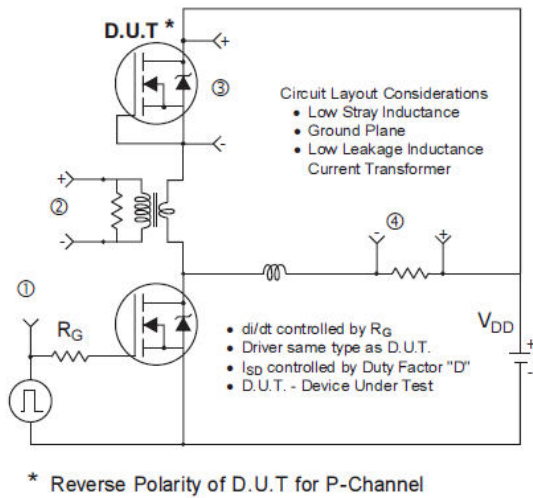 D.U.T *
+
③
-
Circuit Layout Considerations
• Low Stray Inductance
• Ground Plane
• Low Leakage Inductance
Current Transformer
+
②
-
④
- +
①
RG
VDD
+
-
• di/dt controlled by RG
• Driver same type as D.U.T.
• ISD controlled by Duty Factor "D"
• D.U.T. - Device Under Test
* Reverse Polarity of D.U.T for P-Channel